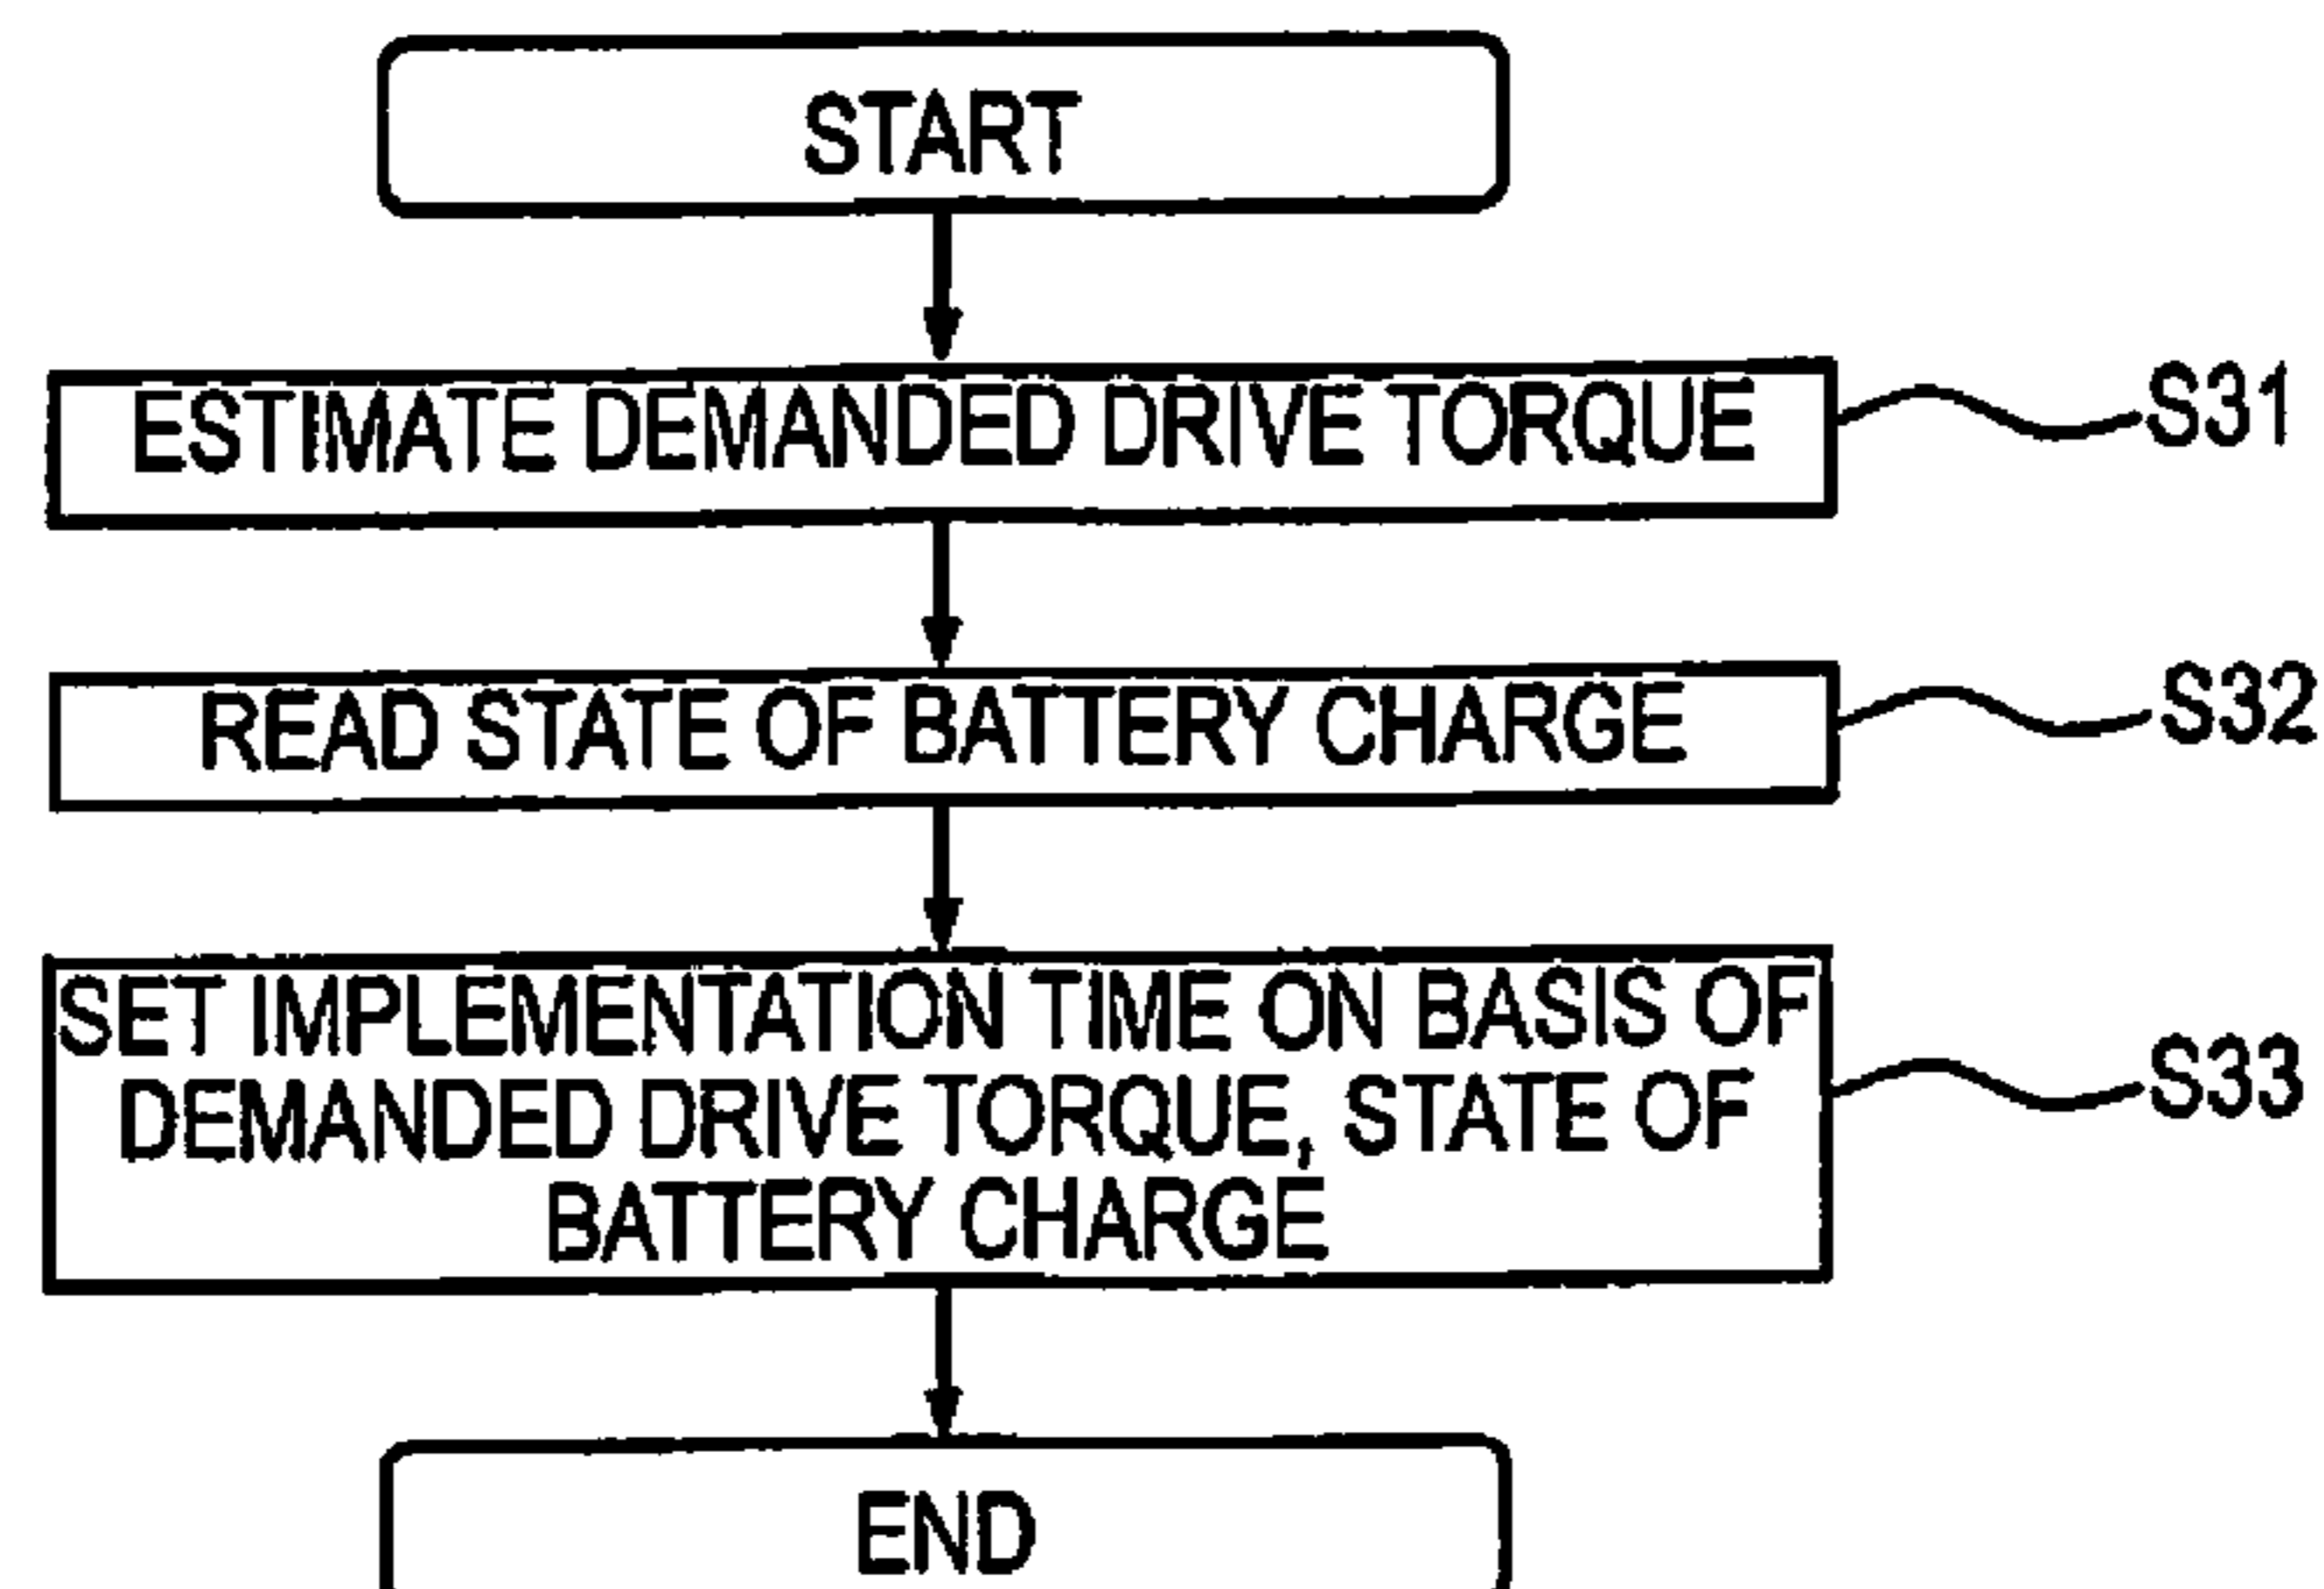 START
ESTIMATE DEMANDED DRIVE TORQUE
S31
READ STATE OF BATTERY CHARGE
S32
SET IMPLEMENTATION TIME ON BASIS OF
DEMANDED DRIVE TORQUE, STATE OF
BATTERY CHARGE
S33
END